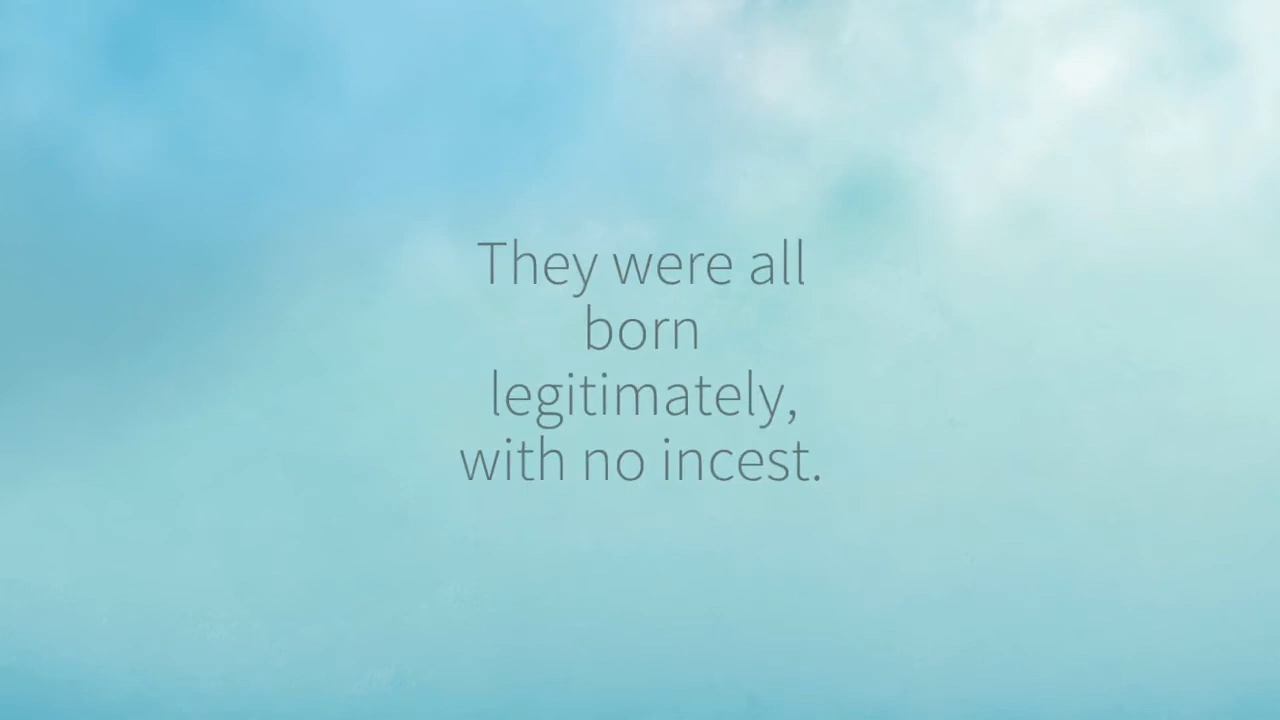 They were all
born
legitimately,
with no incest.